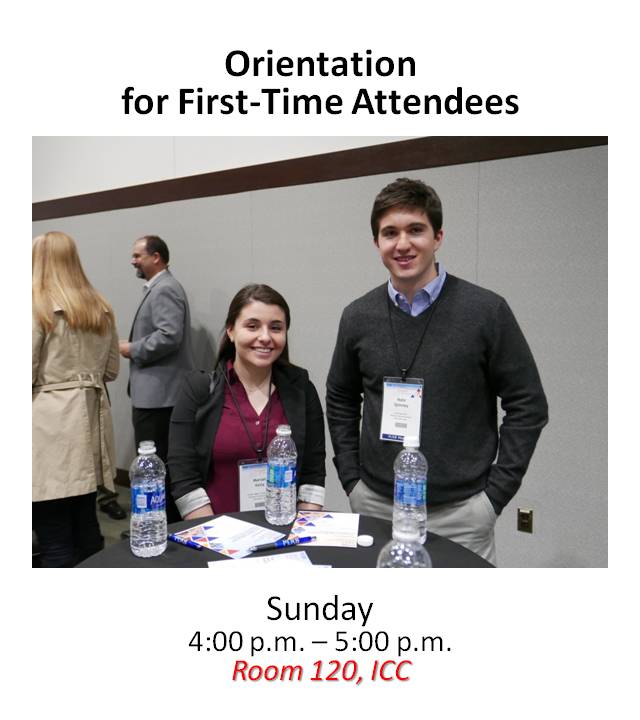 Orientation
for First-Time Attendees
Sunday
4:00 p.m. – 5:00 p.m.
Room 120, ICC